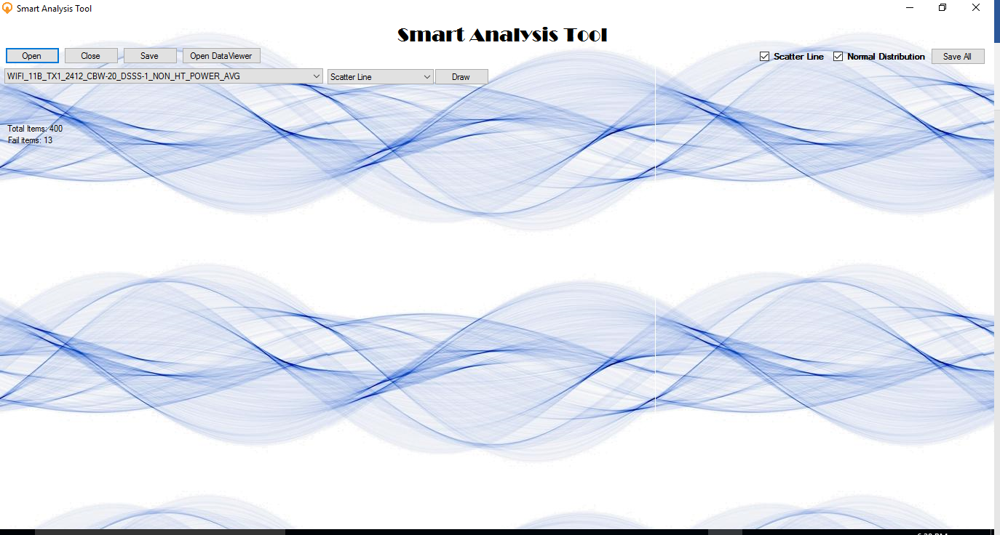 Smart Analysis Tool
Smart Analysis Tool
Open Close Save Open DataViewer Scatter Line Normal Distribution Save All
WIFI_11B_TX1_2412_CBW-20_DSSS-1_NON_HT_POWER_AVG Scatter Line Draw
Total Items: 400
Fail items: 13